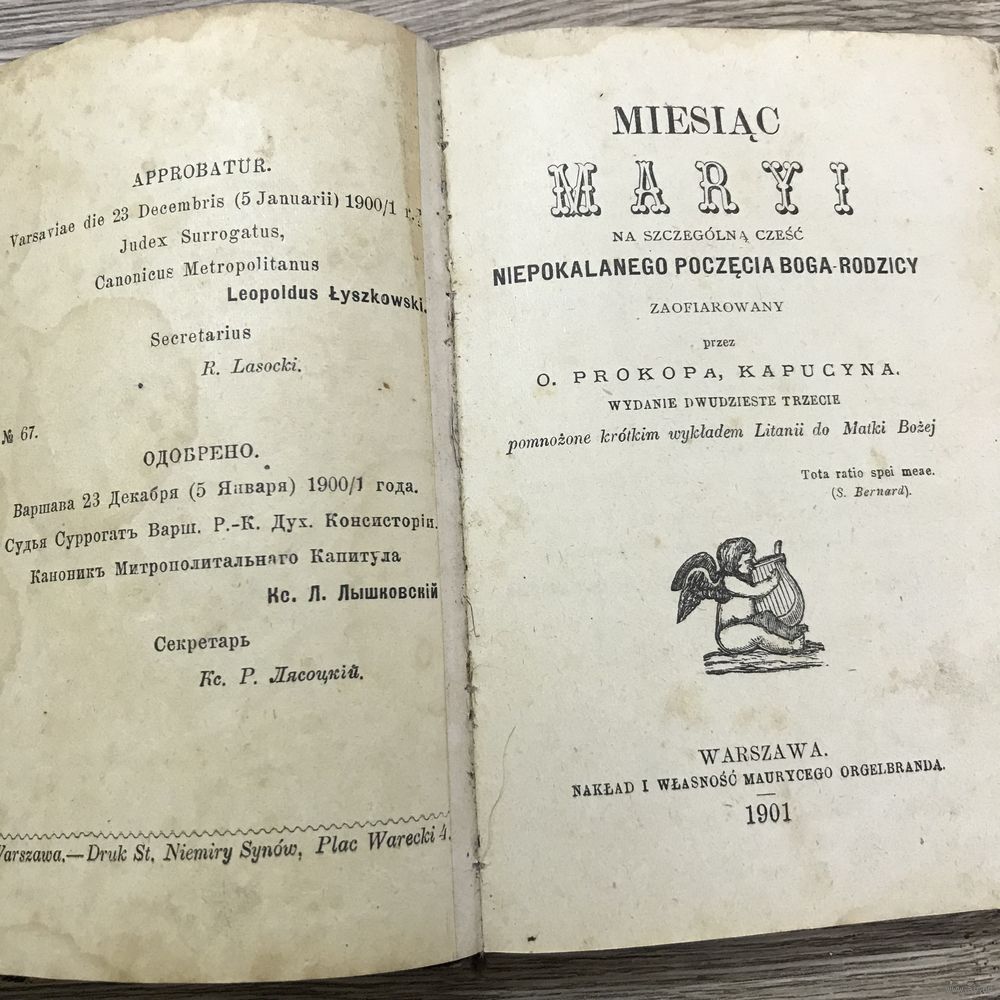 APPROBATUR.
Varsaviae die 23 Decembris (5 Januarii) 1900/1 r.
Judex Surrogatus,
Canonicus Metropolitanus
Leopoldus Łyszkowski.
Secretarius
R. Lasocki.
№ 67.
ОДОБРЕНО.
Варшава 23 Декабря (5 Января) 1900/1 года.
Судья Суррогатъ Варш. Р.-К. Дух. Консисторіи.
Каноникъ Митрополитальнаго Капитула
Кс. Л. Лышковскій
Секретарь
Кс. Р. Лясоцкій.
Warszawa.—Druk St. Niemiry Synów, Plac Warecki 4.
MIESIĄC
MARYI
NA SZCZEGÓLNĄ CZEŚĆ
NIEPOKALANEGO POCZĘCIA BOGA-RODZICY
ZAOFIAROWANY
przez
O. PROKOPA, KAPUCYNA.
WYDANIE DWUDZIESTE TRZECIE
pomnożone krótkim wykładem Litanii do Matki Bożej
Tota ratio spei meae.
(S. Bernard).
WARSZAWA.
NAKŁAD I WŁASNOŚĆ MAURYCEGO ORGELBRANDA.
1901